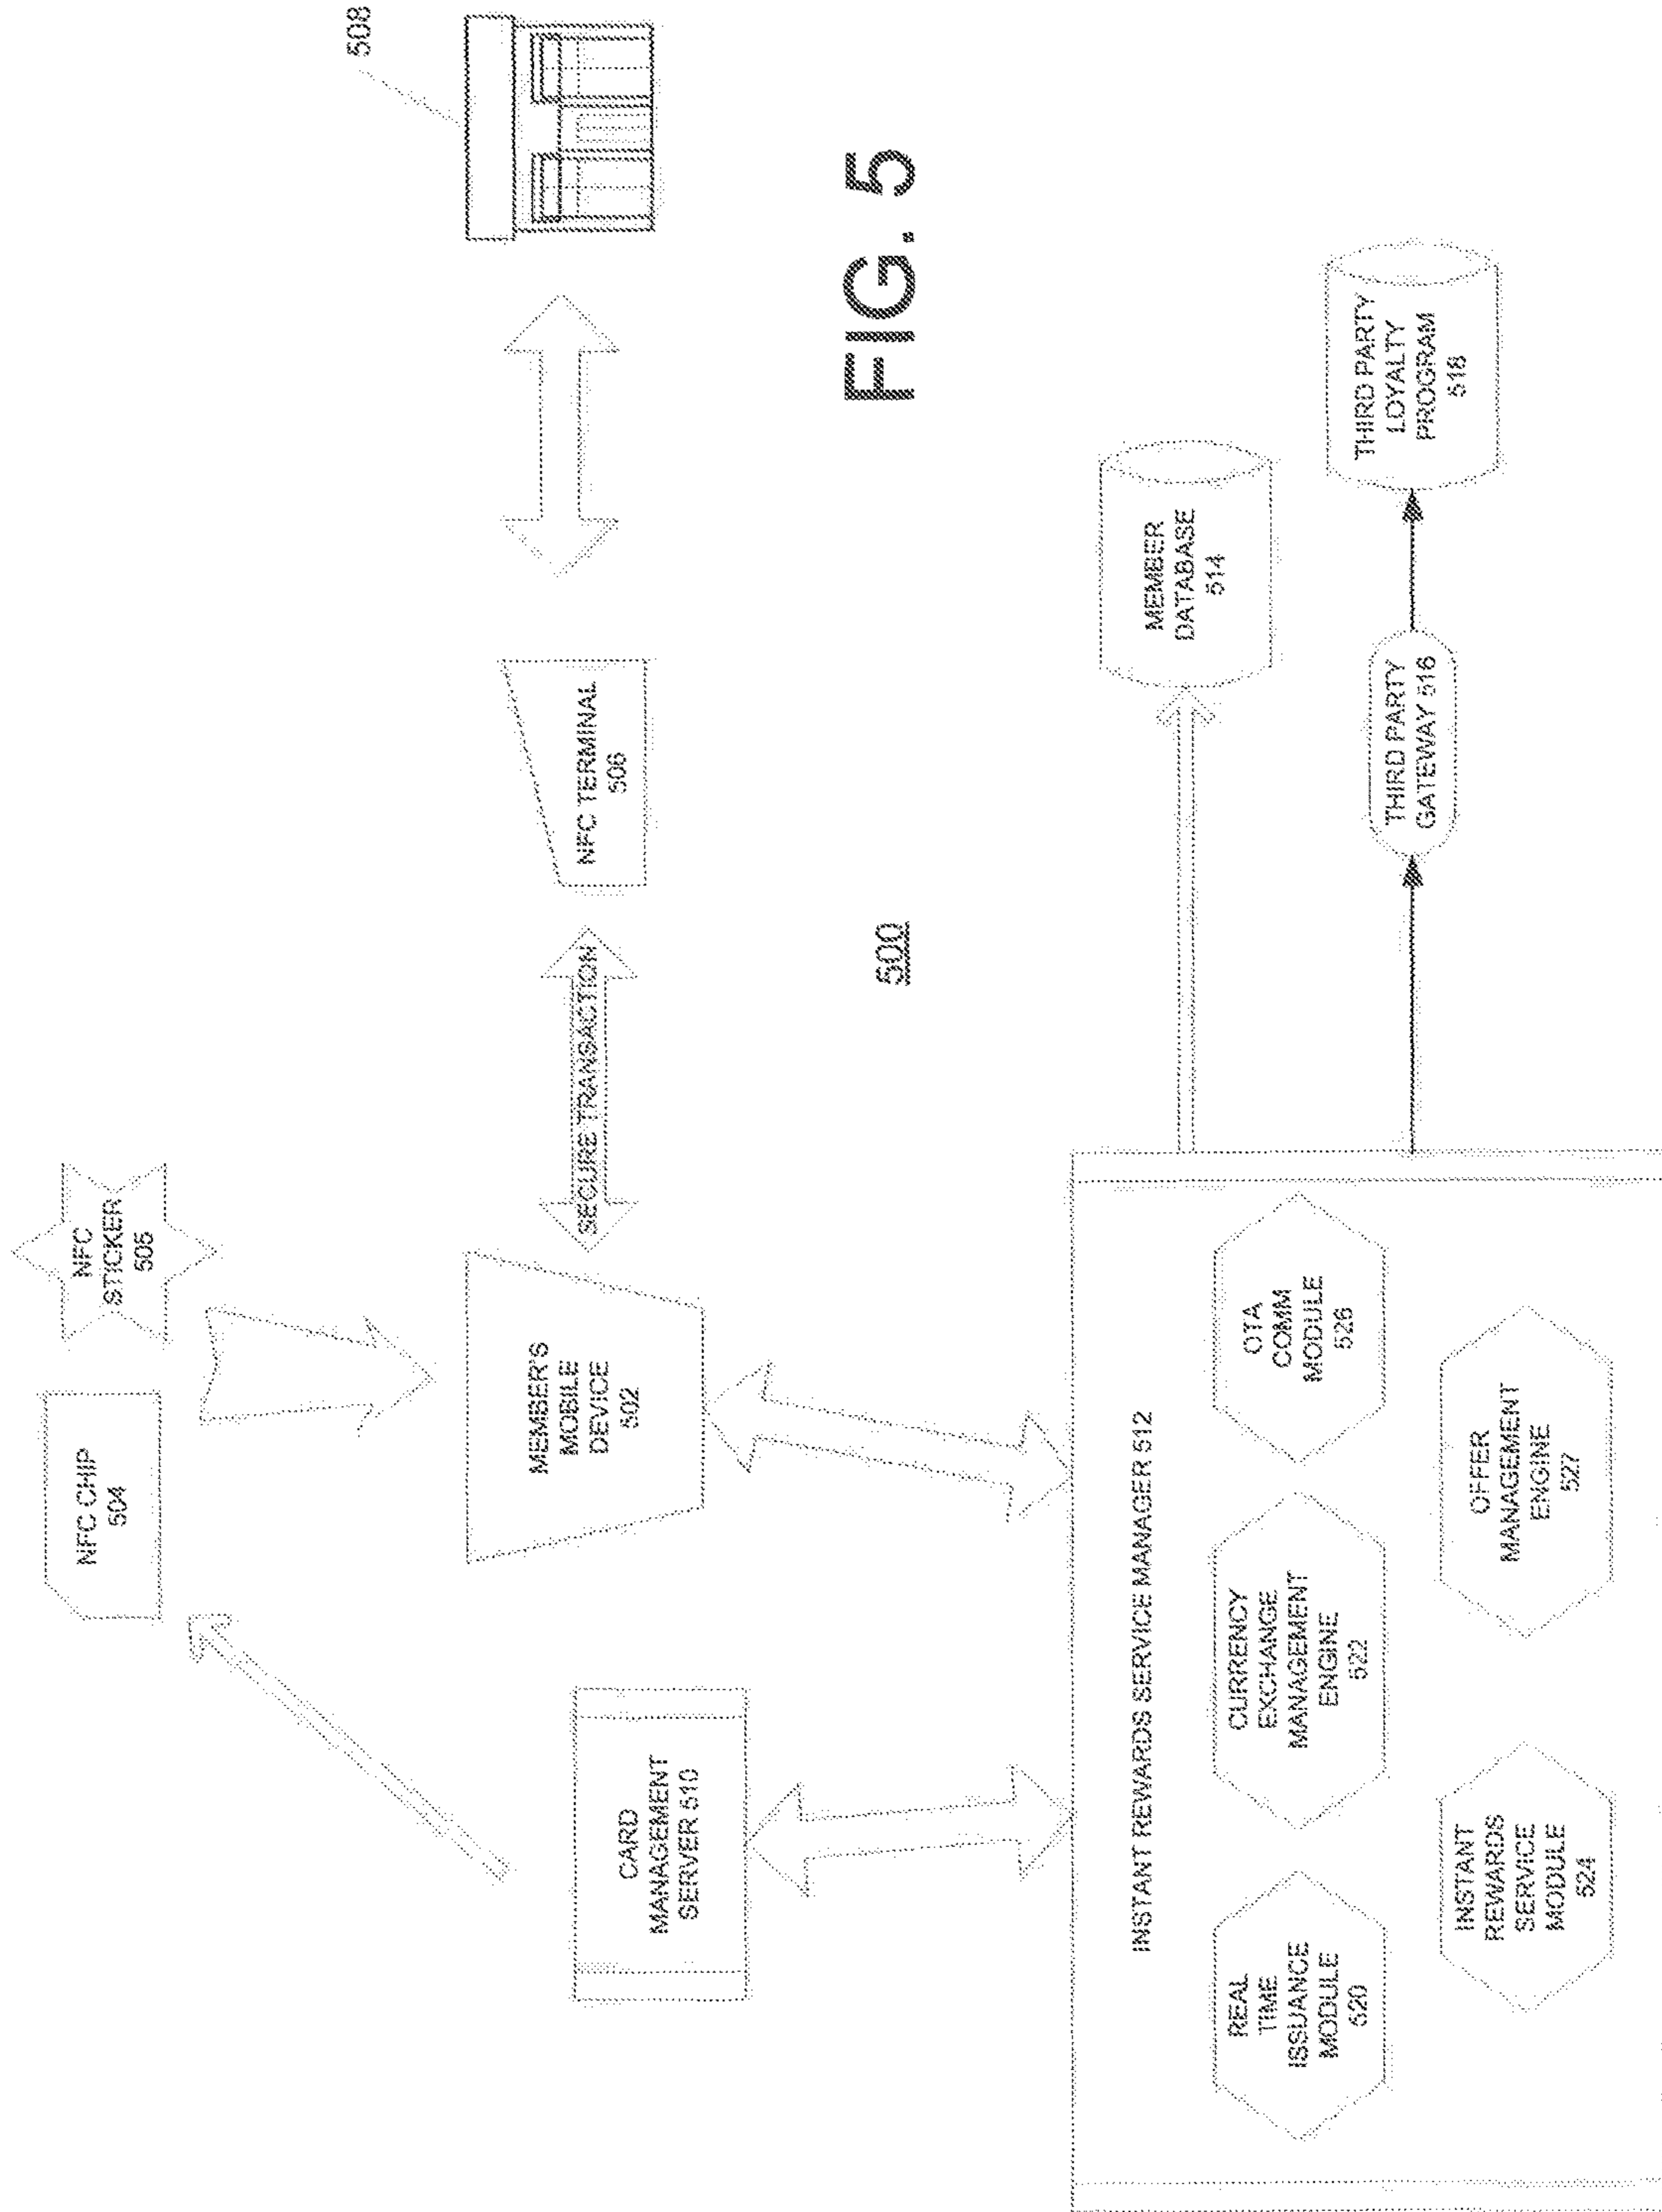 NFC CHIP
504
NFC
STICKER
505
508
CARD
MANAGEMENT
SERVER 510
MEMBER'S
MOBILE
DEVICE
502
SECURE TRANSACTION
NFC TERMINAL
506
500
FIG. 5
INSTANT REWARDS SERVICE MANAGER 512
REAL
TIME
ISSUANCE
MODULE
520
CURRENCY
EXCHANGE
MANAGEMENT
ENGINE
522
OTA
COMM
MODULE
526
INSTANT
REWARDS
SERVICE
MODULE
524
OFFER
MANAGEMENT
ENGINE
527
MEMBER
DATABASE
514
THIRD PARTY
GATEWAY 516
THIRD PARTY
LOYALTY
PROGRAM
518